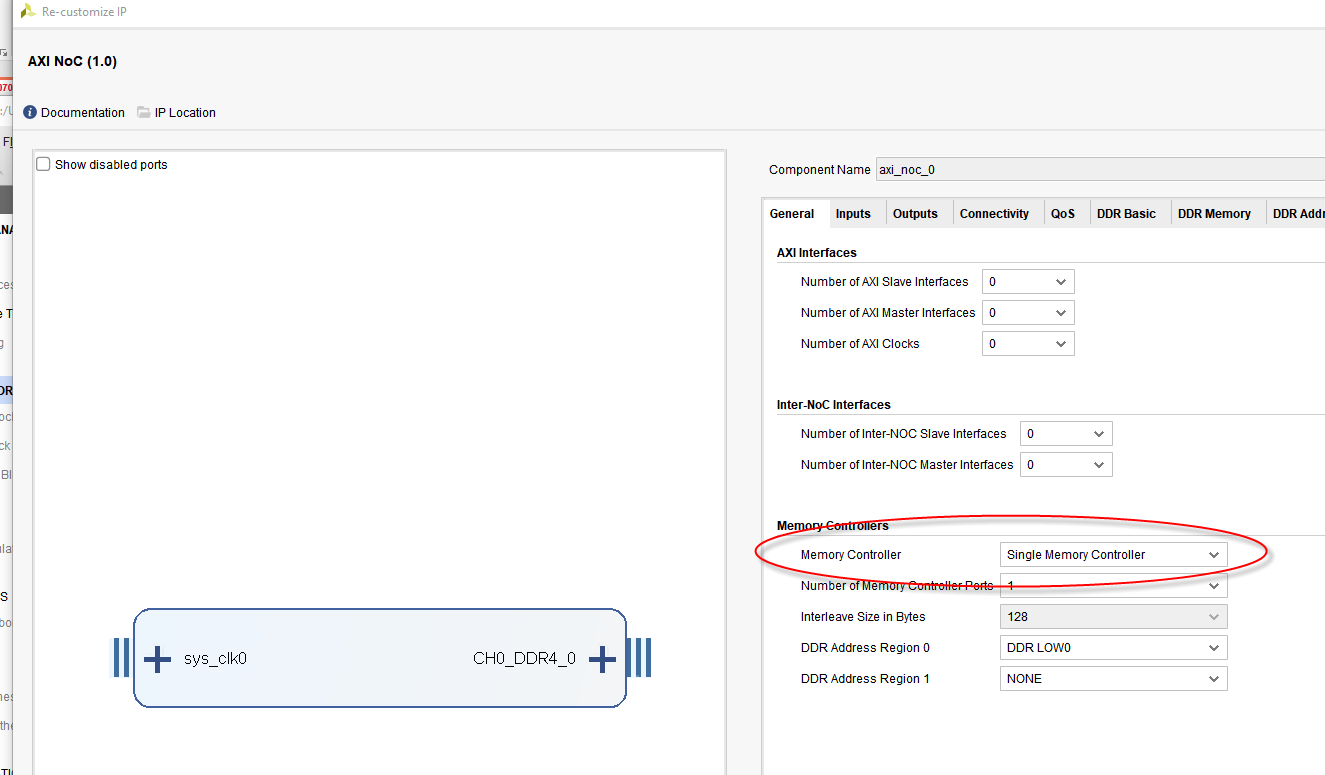 Re-customize IP
AXI NoC (1.0)
Documentation IP Location
Show disabled ports
sys_clk0 CH0_DDR4_0
Component Name axi_noc_0
General Inputs Outputs Connectivity QoS DDR Basic DDR Memory DDR Addr
AXI Interfaces
Number of AXI Slave Interfaces 0
Number of AXI Master Interfaces 0
Number of AXI Clocks 0
Inter-NoC Interfaces
Number of Inter-NOC Slave Interfaces 0
Number of Inter-NOC Master Interfaces 0
Memory Controllers
Memory Controller Single Memory Controller
Number of Memory Controller Ports 1
Interleave Size in Bytes 128
DDR Address Region 0 DDR LOW0
DDR Address Region 1 NONE